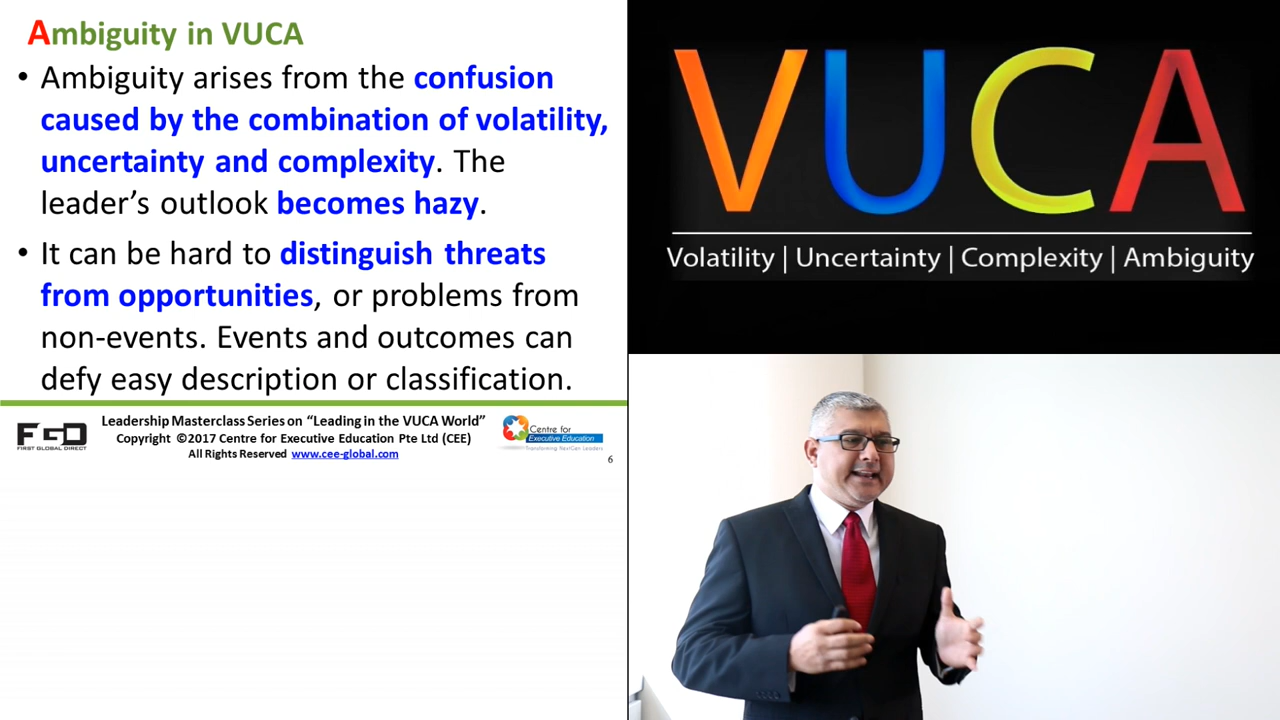 Ambiguity in VUCA
• Ambiguity arises from the confusion
caused by the combination of volatility,
uncertainty and complexity. The
leader’s outlook becomes hazy.
• It can be hard to distinguish threats
from opportunities, or problems from
non-events. Events and outcomes can
defy easy description or classification.
FGD
FIRST GLOBAL DIRECT
Leadership Masterclass Series on “Leading in the VUCA World”
Copyright ©2017 Centre for Executive Education Pte Ltd (CEE)
All Rights Reserved www.cee-global.com
Centre for
Executive Education
Transforming NextGen Leaders
6
VUCA
Volatility | Uncertainty | Complexity | Ambiguity